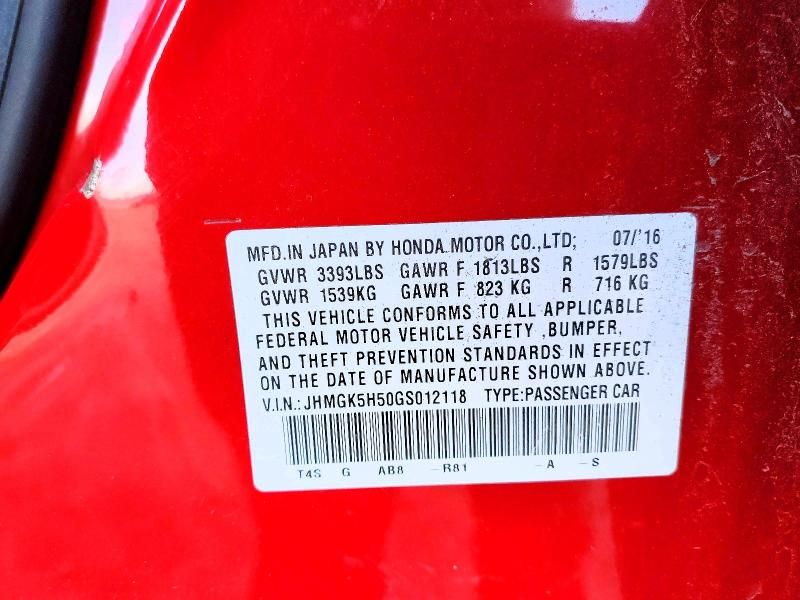 MFD.IN JAPAN BY HONDA MOTOR CO.,LTD; 07/'16
GVWR 3393LBS GAWR F 1813LBS R 1579LBS
GVWR 1539KG GAWR F 823 KG R 716 KG
THIS VEHICLE CONFORMS TO ALL APPLICABLE
FEDERAL MOTOR VEHICLE SAFETY ,BUMPER,
AND THEFT PREVENTION STANDARDS IN EFFECT
ON THE DATE OF MANUFACTURE SHOWN ABOVE.
V.I.N.: JHMGK5H50GS012118 TYPE:PASSENGER CAR
T4S G AB8 -R81 -A -S